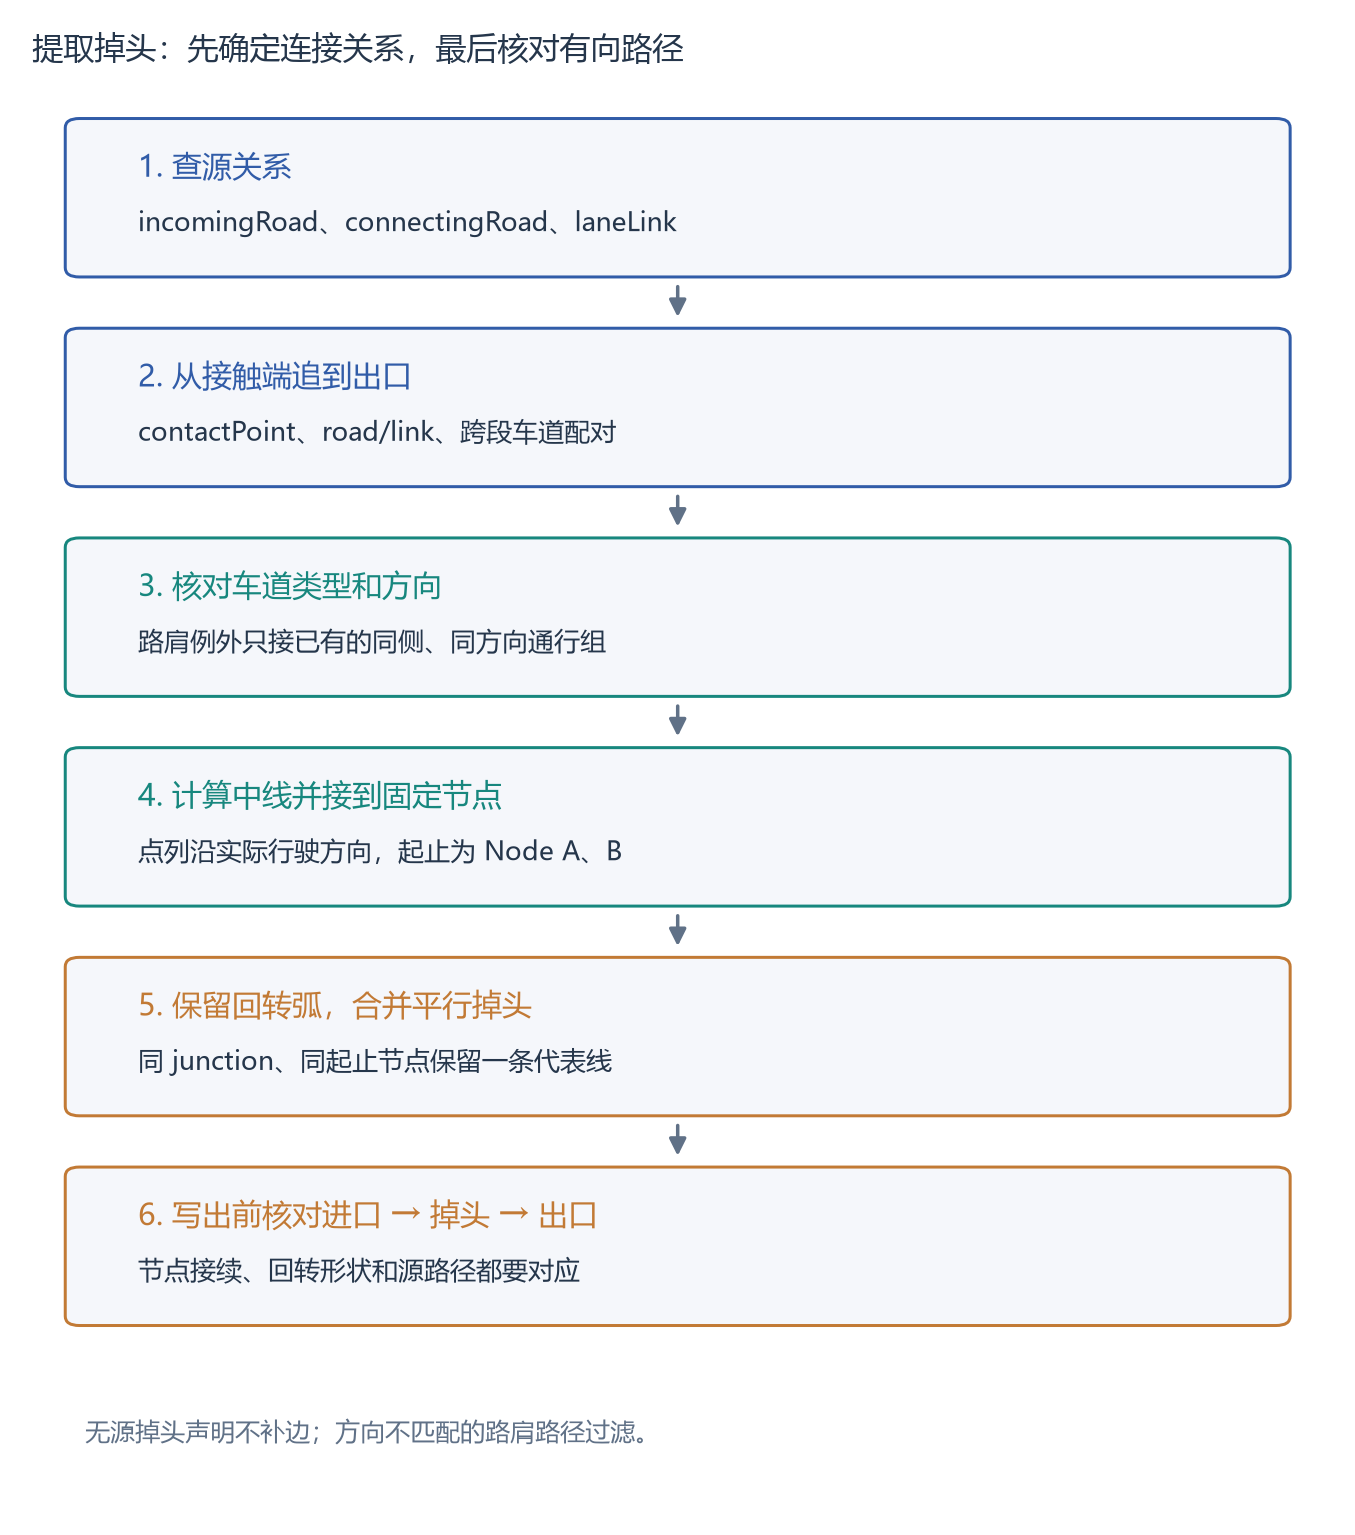 提取掉头：先确定连接关系，最后核对有向路径
1. 查源关系
incomingRoad、connectingRoad、laneLink
2. 从接触端追到出口
contactPoint、road/link、跨段车道配对
3. 核对车道类型和方向
路肩例外只接已有的同侧、同方向通行组
4. 计算中线并接到固定节点
点列沿实际行驶方向，起止为 Node A、B
5. 保留回转弧，合并平行掉头
同 junction、同起止节点保留一条代表线
6. 写出前核对进口 → 掉头 → 出口
节点接续、回转形状和源路径都要对应
无源掉头声明不补边；方向不匹配的路肩路径过滤。